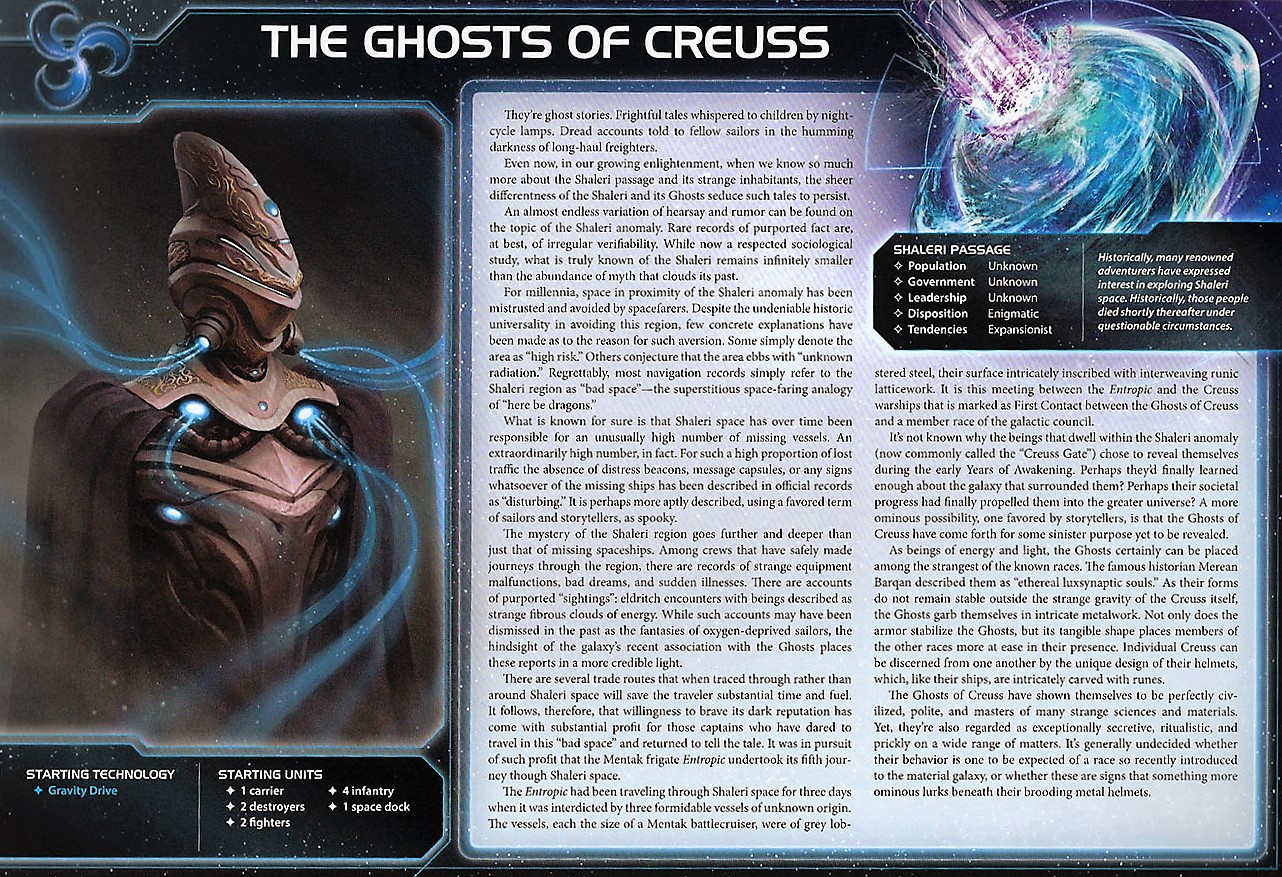 THE GHOSTS OF CREUSS
They're ghost stories. Frightful tales whispered to children by night-
cycle lamps. Dread accounts told to fellow sailors in the humming
darkness of long-haul freighters.
Even now, in our growing enlightenment, when we know so much
more about the Shaleri passage and its strange inhabitants, the sheer
differentness of the Shaleri and its Ghosts seduce such tales to persist.
An almost endless variation of hearsay and rumor can be found on
the topic of the Shaleri anomaly. Rare records of purported fact are,
at best, of irregular verifiability. While now a respected sociological
study, what is truly known of the Shaleri remains infinitely smaller
than the abundance of myth that clouds its past.
For millennia, space in proximity of the Shaleri anomaly has been
mistrusted and avoided by spacefarers. Despite the undeniable historic
universality in avoiding this region, few concrete explanations have
been made as to the reason for such aversion. Some simply denote the
area as "high risk." Others conjecture that the area ebbs with "unknown
radiation." Regrettably, most navigation records simply refer to the
Shaleri region as "bad space"—the superstitious space-faring analogy
of "here be dragons."
What is known for sure is that Shaleri space has over time been
responsible for an unusually high number of missing vessels. An
extraordinarily high number, in fact. For such a high proportion of lost
traffic the absence of distress beacons, message capsules, or any signs
whatsoever of the missing ships has been described in official records
as "disturbing." It is perhaps more aptly described, using a favored term
of sailors and storytellers, as spooky.
The mystery of the Shaleri region goes further and deeper than
just that of missing spaceships. Among crews that have safely made
journeys through the region, there are records of strange equipment
malfunctions, bad dreams, and sudden illnesses. There are accounts
of purported "sightings": eldritch encounters with beings described as
strange fibrous clouds of energy. While such accounts may have been
dismissed in the past as the fantasies of oxygen-deprived sailors, the
hindsight of the galaxy's recent association with the Ghosts places
these reports in a more credible light.
There are several trade routes that when traced through rather than
around Shaleri space will save the traveler substantial time and fuel.
It follows, therefore, that willingness to brave its dark reputation has
come with substantial profit for those captains who have dared to
travel in this "bad space" and returned to tell the tale. It was in pursuit
of such profit that the Mentak frigate Entropic undertook its fifth jour-
ney though Shaleri space.
The Entropic had been traveling through Shaleri space for three days
when it was interdicted by three formidable vessels of unknown origin.
The vessels, each the size of a Mentak battlecruiser, were of grey lob-
SHALERI PASSAGE
Population Unknown
Government Unknown
Leadership Unknown
Disposition Enigmatic
Tendencies Expansionist
Historically, many renowned
adventurers have expressed
interest in exploring Shaleri
space. Historically, those people
died shortly thereafter under
questionable circumstances.
stered steel, their surface intricately inscribed with interweaving runic
latticework. It is this meeting between the Entropic and the Creuss
warships that is marked as First Contact between the Ghosts of Creuss
and a member race of the galactic council.
It's not known why the beings that dwell within the Shaleri anomaly
(now commonly called the "Creuss Gate") chose to reveal themselves
during the early Years of Awakening. Perhaps they'd finally learned
enough about the galaxy that surrounded them? Perhaps their societal
progress had finally propelled them into the greater universe? A more
ominous possibility, one favored by storytellers, is that the Ghosts of
Creuss have come forth for some sinister purpose yet to be revealed.
As beings of energy and light, the Ghosts certainly can be placed
among the strangest of the known races. The famous historian Merean
Barqan described them as "ethereal luxsynaptic souls." As their forms
do not remain stable outside the strange gravity of the Creuss itself,
the Ghosts garb themselves in intricate metalwork. Not only does the
armor stabilize the Ghosts, but its tangible shape places members of
the other races more at ease in their presence. Individual Creuss can
be discerned from one another by the unique design of their helmets,
which, like their ships, are intricately carved with runes.
The Ghosts of Creuss have shown themselves to be perfectly civ-
ilized, polite, and masters of many strange sciences and materials.
Yet, they're also regarded as exceptionally secretive, ritualistic, and
prickly on a wide range of matters. It's generally undecided whether
their behavior is one to be expected of a race so recently introduced
to the material galaxy, or whether these are signs that something more
ominous lurks beneath their brooding metal helmets.
STARTING TECHNOLOGY
Gravity Drive
STARTING UNITS
1 carrier
2 destroyers
2 fighters
4 infantry
1 space dock